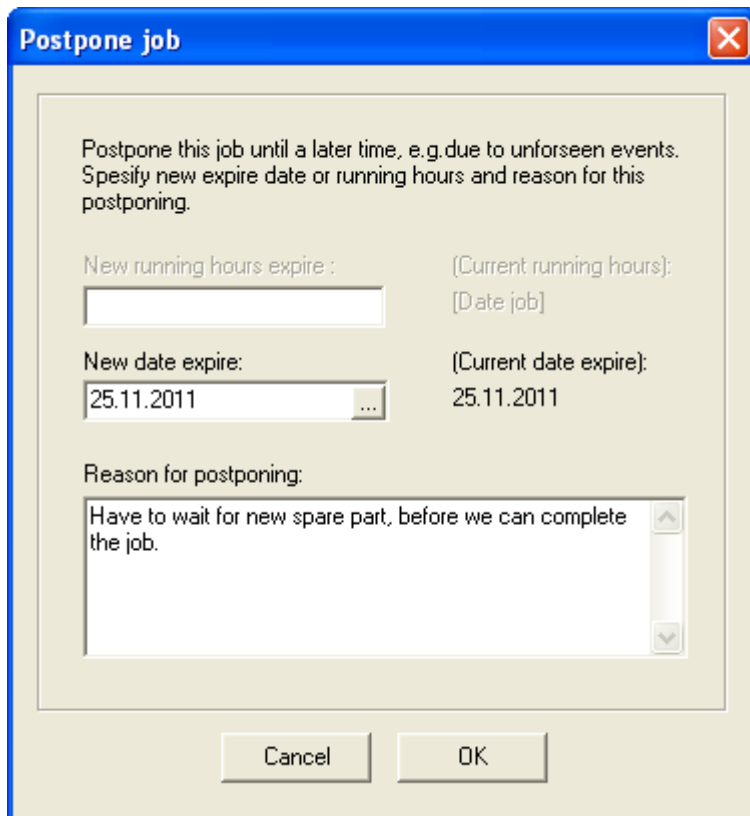 Postpone job
Postpone this job until a later time, e.g.due to unforseen events.
Spesify new expire date or running hours and reason for this
postponing.
New running hours expire :
(Current running hours):
[Date job]
New date expire:
(Current date expire):
25.11.2011
...
25.11.2011
Reason for postponing:
Have to wait for new spare part, before we can complete
the job.
Cancel
OK